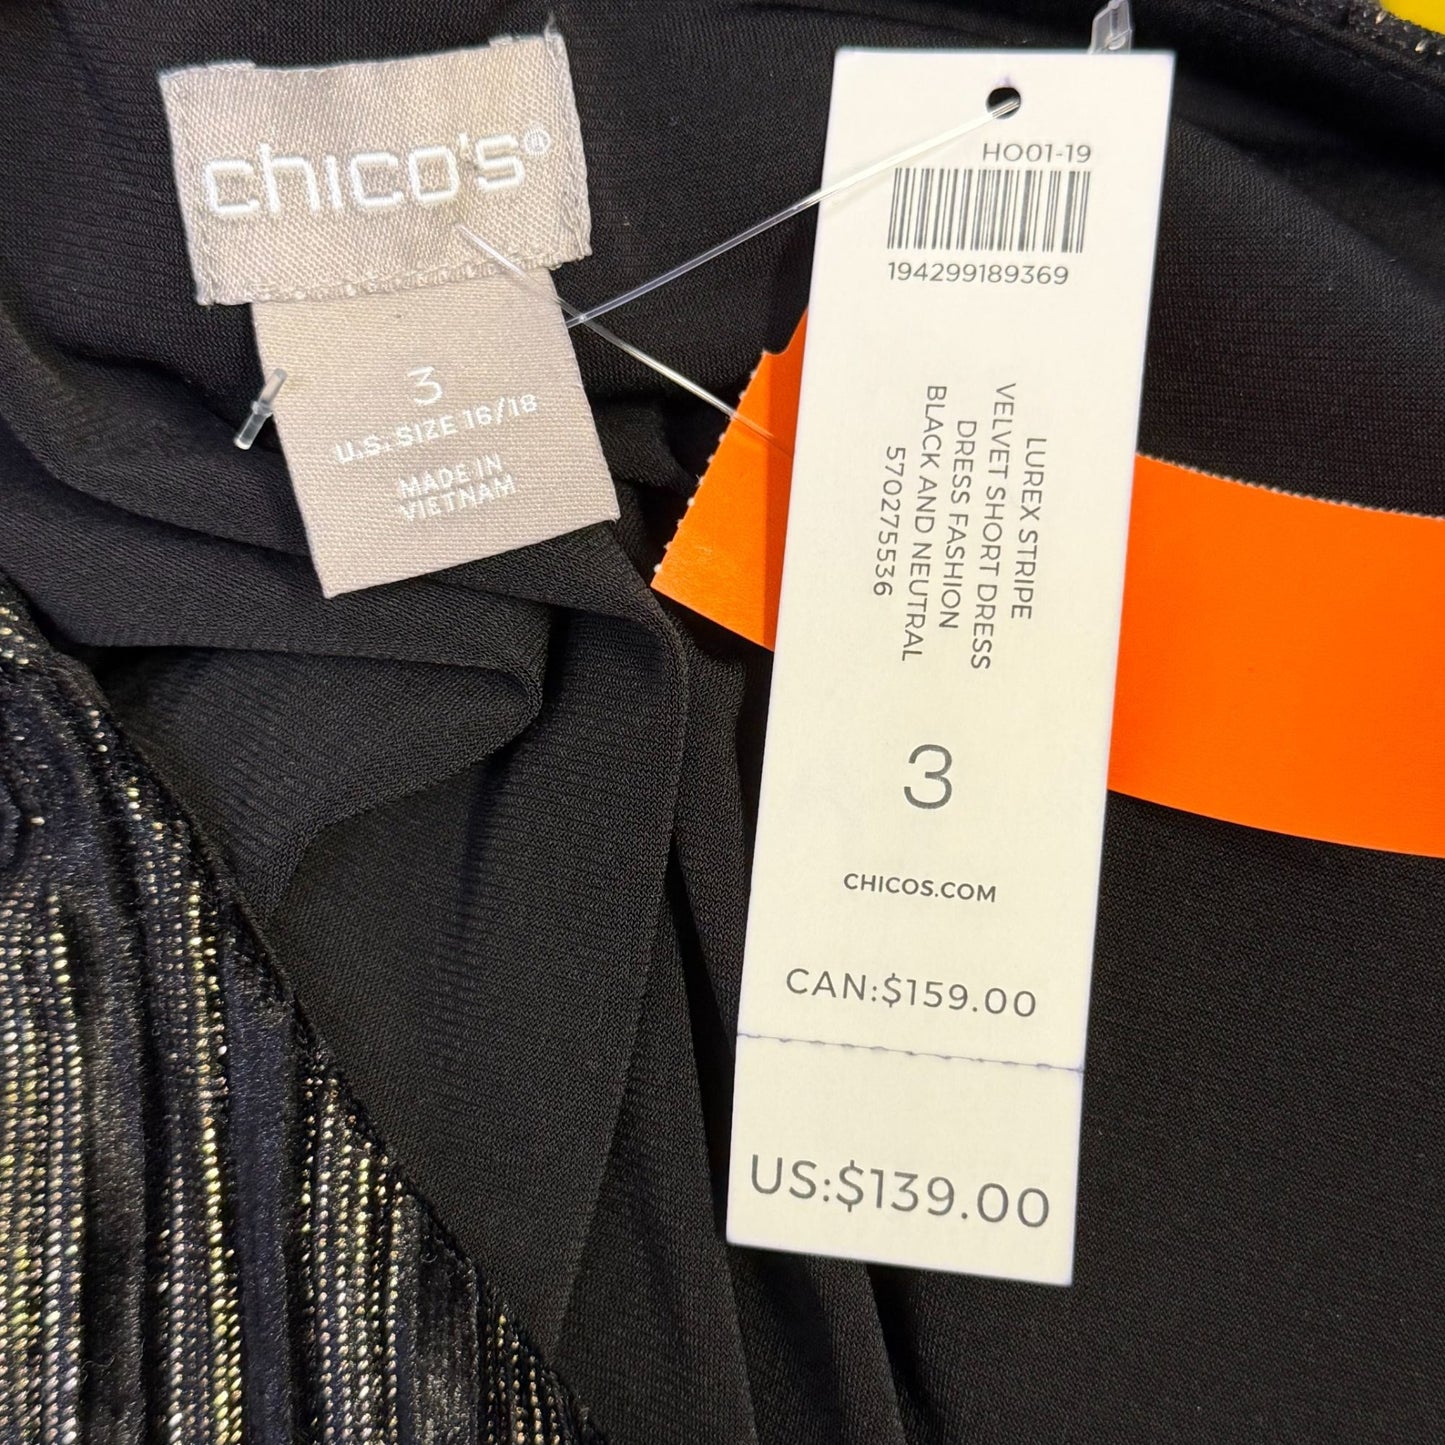 chico's®
3
U.S. SIZE 16/18
MADE IN
VIETNAM
HO01-19
194299189369
LUREX STRIPE
VELVET SHORT DRESS
DRESS FASHION
BLACK AND NEUTRAL
570275536
3
CHICOS.COM
CAN:$159.00
US:$139.00